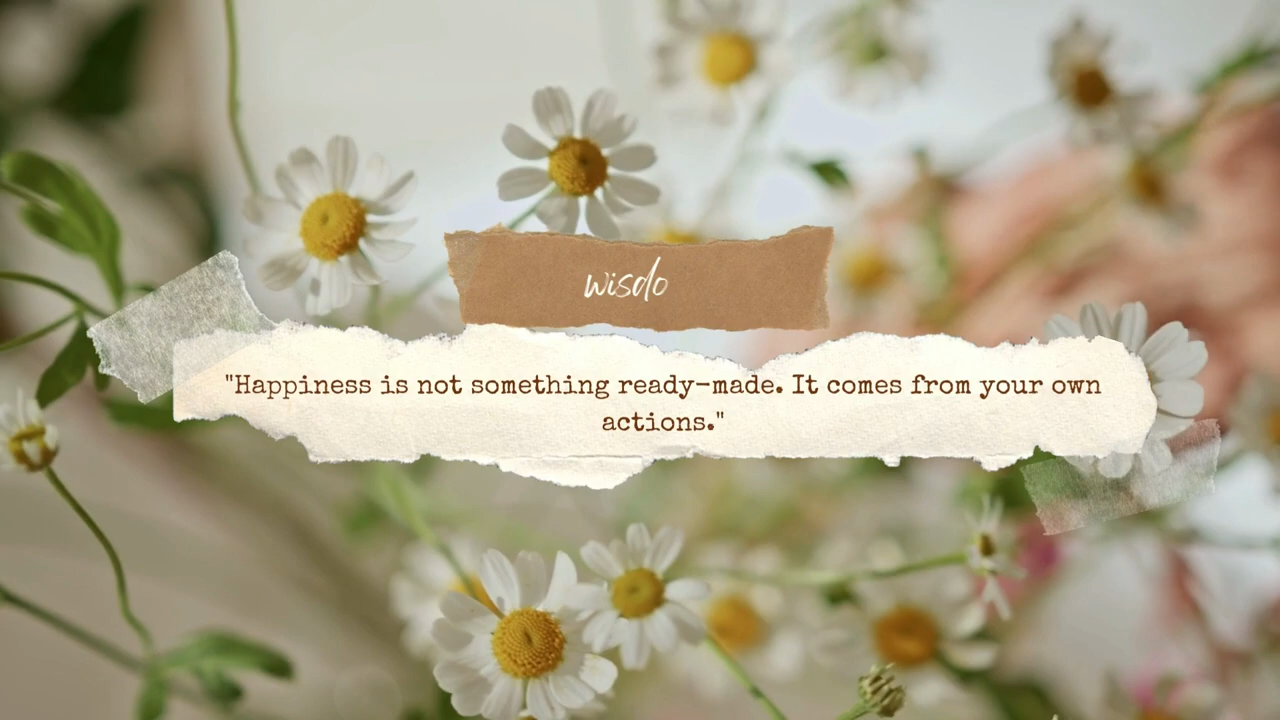 wisdo
"Happiness is not something ready-made. It comes from your own
actions."